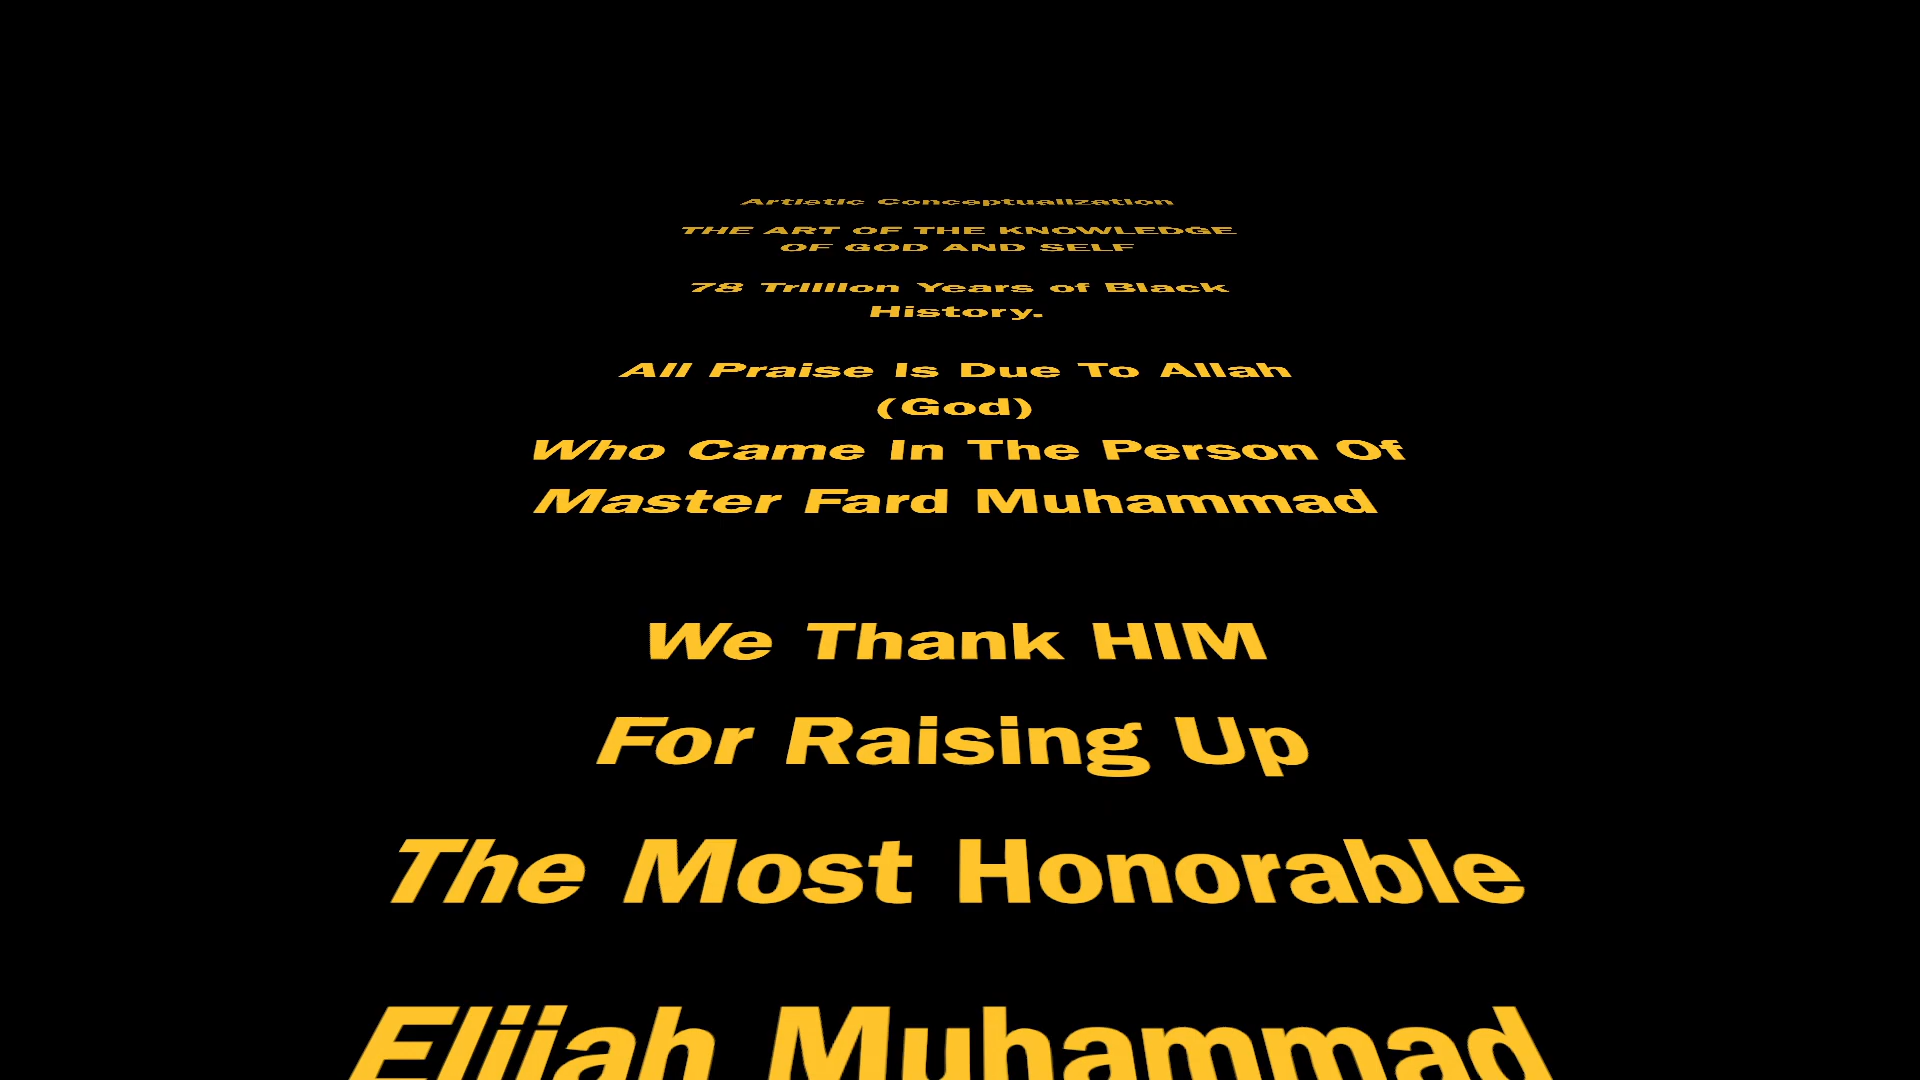 Artistic Conceptualization
THE ART OF THE KNOWLEDGE
OF GOD AND SELF
78 Trillion Years of Black
History.
All Praise Is Due To Allah
(God)
Who Came In The Person Of
Master Fard Muhammad
We Thank HIM
For Raising Up
The Most Honorable
Elijah Muhammad